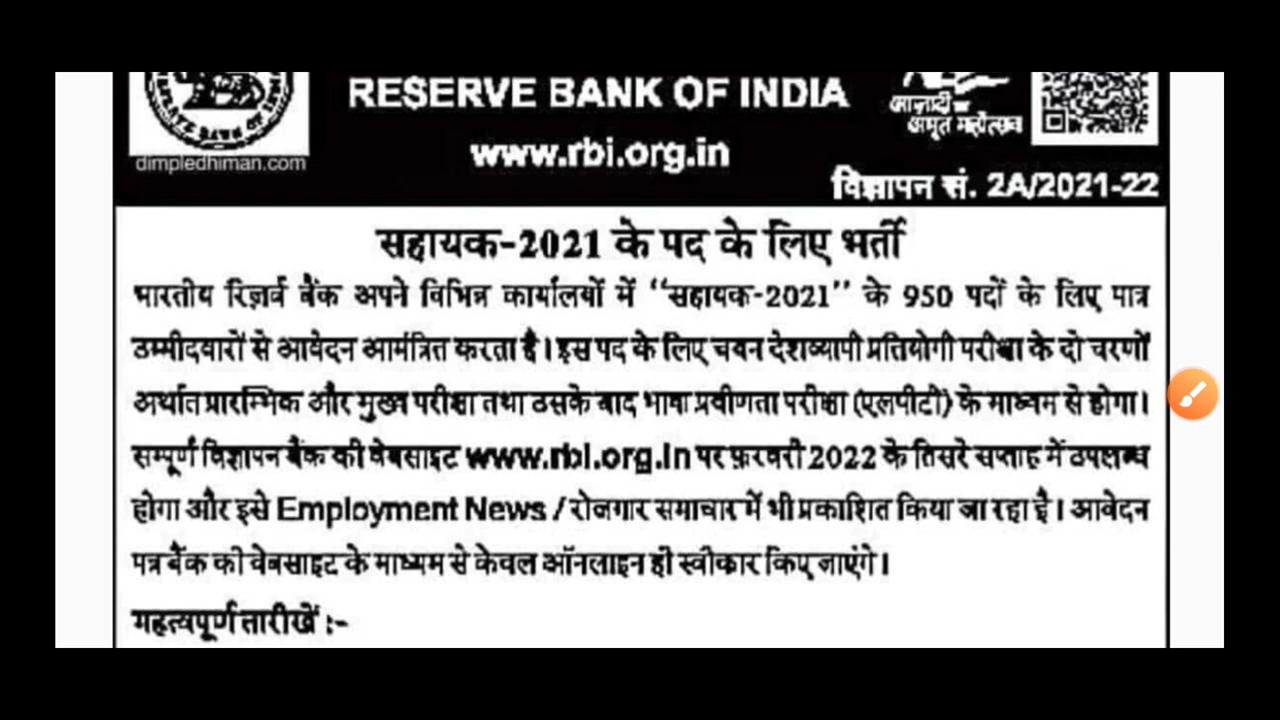 RESERVE BANK OF INDIA
आज़ादी का
अमृत महोत्सव
dimpledhiman.com
www.rbi.org.in
विज्ञापन सं. 2A/2021-22
सहायक-2021 के पद के लिए भर्ती
भारतीय रिज़र्व बैंक अपने विभिन्न कार्यालयों में “सहायक-2021” के 950 पदों के लिए पात्र
उम्मीदवारों से आवेदन आमंत्रित करता है। इस पद के लिए चयन देशव्यापी प्रतियोगी परीक्षा के दो चरणों
अर्थात प्रारम्भिक और मुख्य परीक्षा तथा उसके बाद भाषा प्रवीणता परीक्षा (एलपीटी) के माध्यम से होगा।
सम्पूर्ण विज्ञापन बैंक की वेबसाइट www.rbi.org.in पर फ़रवरी 2022 के तिसरे सप्ताह में उपलब्ध
होगा और इसे Employment News / रोजगार समाचार में भी प्रकाशित किया जा रहा है। आवेदन
पत्र बैंक की वेबसाइट के माध्यम से केवल ऑनलाइन ही स्वीकार किए जाएंगे।
महत्वपूर्ण तारीखें :-